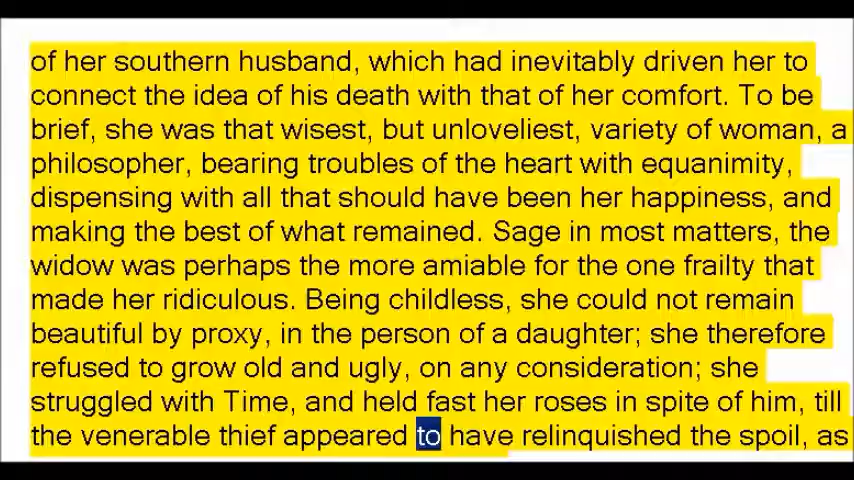 of her southern husband, which had inevitably driven her to
connect the idea of his death with that of her comfort. To be
brief, she was that wisest, but unloveliest, variety of woman, a
philosopher, bearing troubles of the heart with equanimity,
dispensing with all that should have been her happiness, and
making the best of what remained. Sage in most matters, the
widow was perhaps the more amiable for the one frailty that
made her ridiculous. Being childless, she could not remain
beautiful by proxy, in the person of a daughter; she therefore
refused to grow old and ugly, on any consideration; she
struggled with Time, and held fast her roses in spite of him, till
the venerable thief appeared to have relinquished the spoil, as